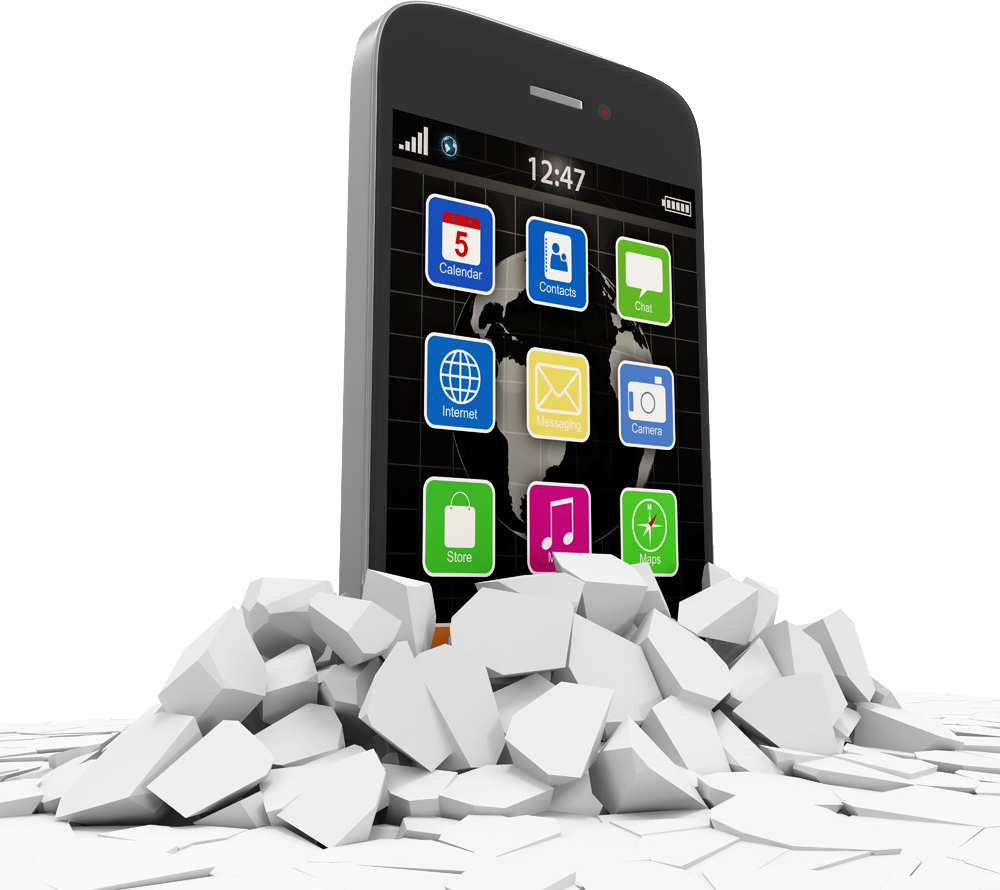 12:47
5
Calendar
Contacts
Chat
Internet
Messaging
Camera
Store
N
Maps